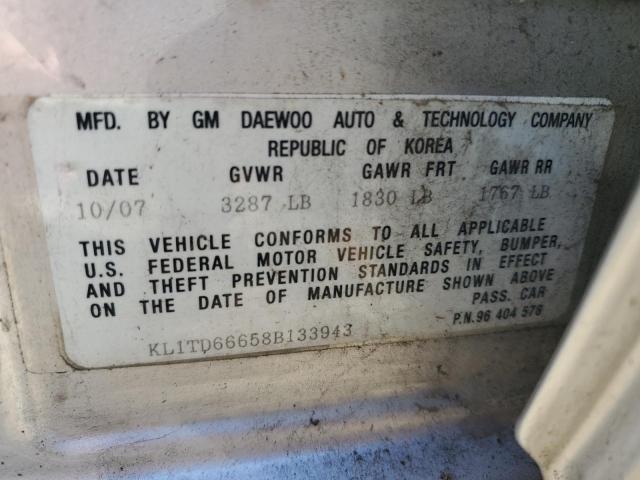 MFD. BY GM DAEWOO AUTO & TECHNOLOGY COMPANY
REPUBLIC OF KOREA
DATE GVWR GAWR FRT GAWR RR
10/07 3287 LB 1830 LB 1767 LB
THIS VEHICLE CONFORMS TO ALL APPLICABLE
U.S. FEDERAL MOTOR VEHICLE SAFETY, BUMPER,
AND THEFT PREVENTION STANDARDS IN EFFECT
ON THE DATE OF MANUFACTURE SHOWN ABOVE
PASS. CAR
P.N.96 404 576
KL1TD66658B133943